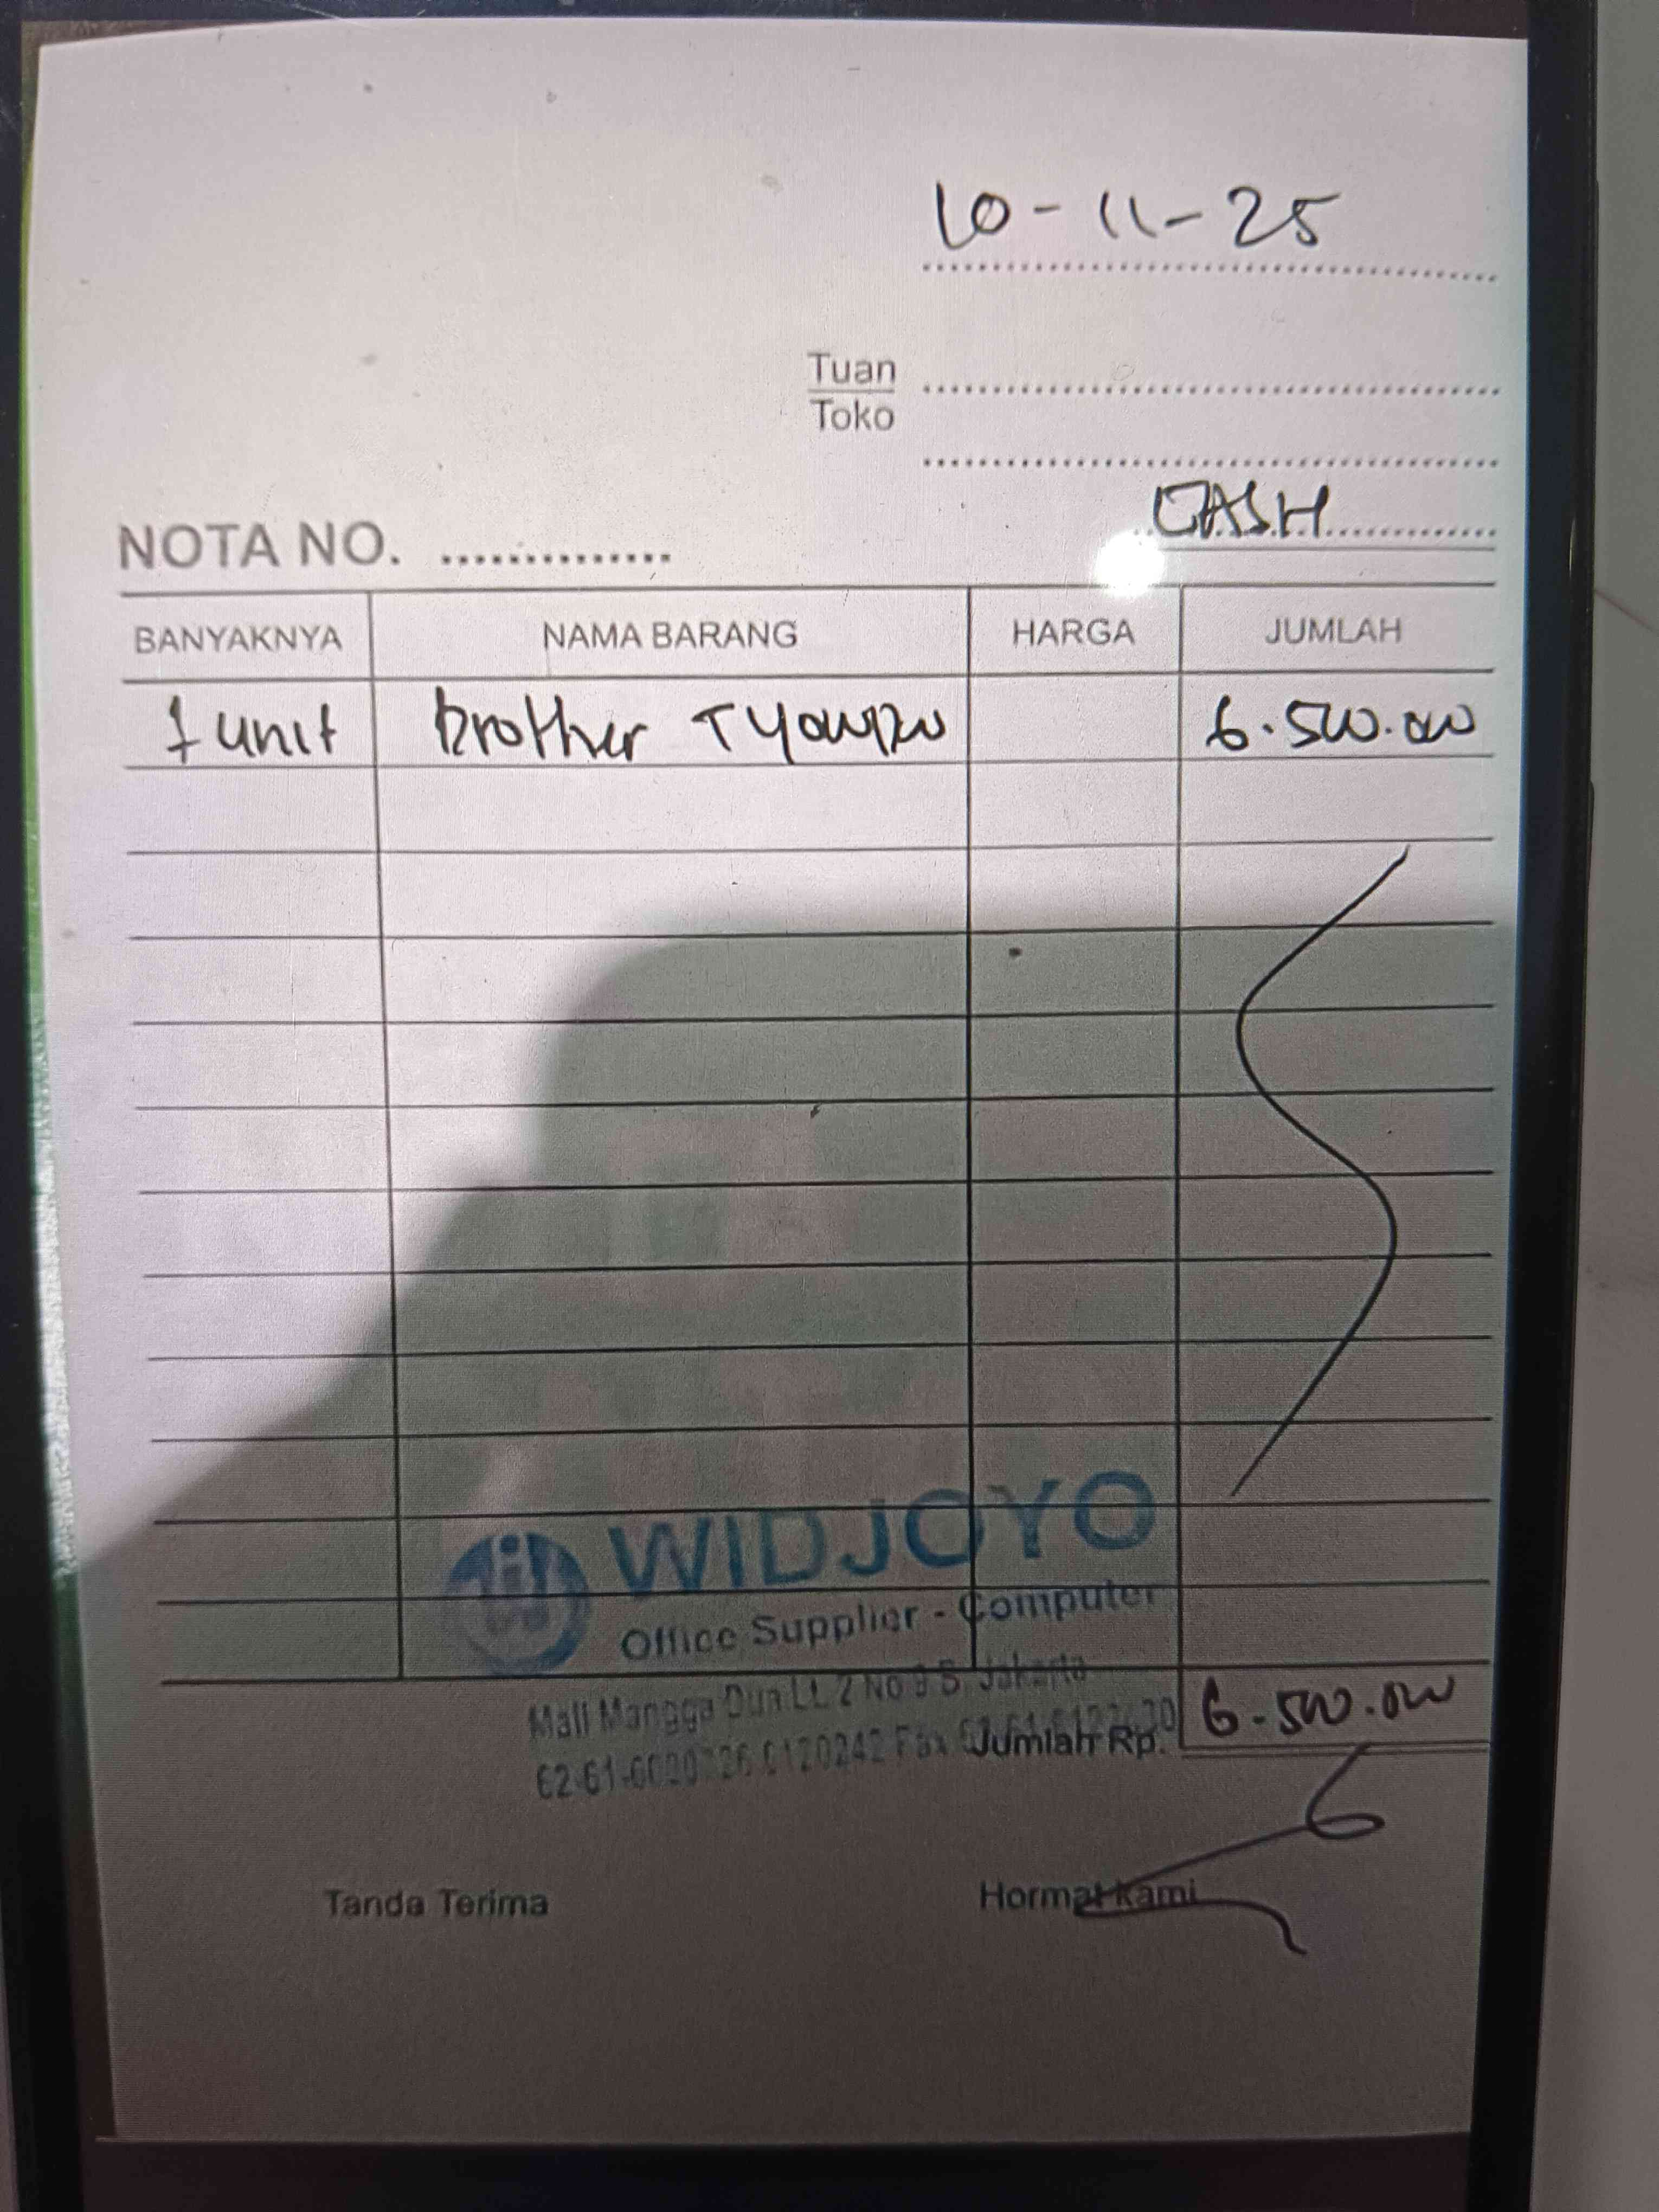 10-11-25
Tuan
Toko
CASH
NOTA NO.
BANYAKNYA NAMA BARANG HARGA JUMLAH
1 unit Brother 6.500.000
WIDJOYO
Office Supplier - Computer
Mall Mangga Dua Lt. 2 No 9 S. Jakarta
Jumlah Rp. 6.500.000
Tanda Terima Hormat Kami